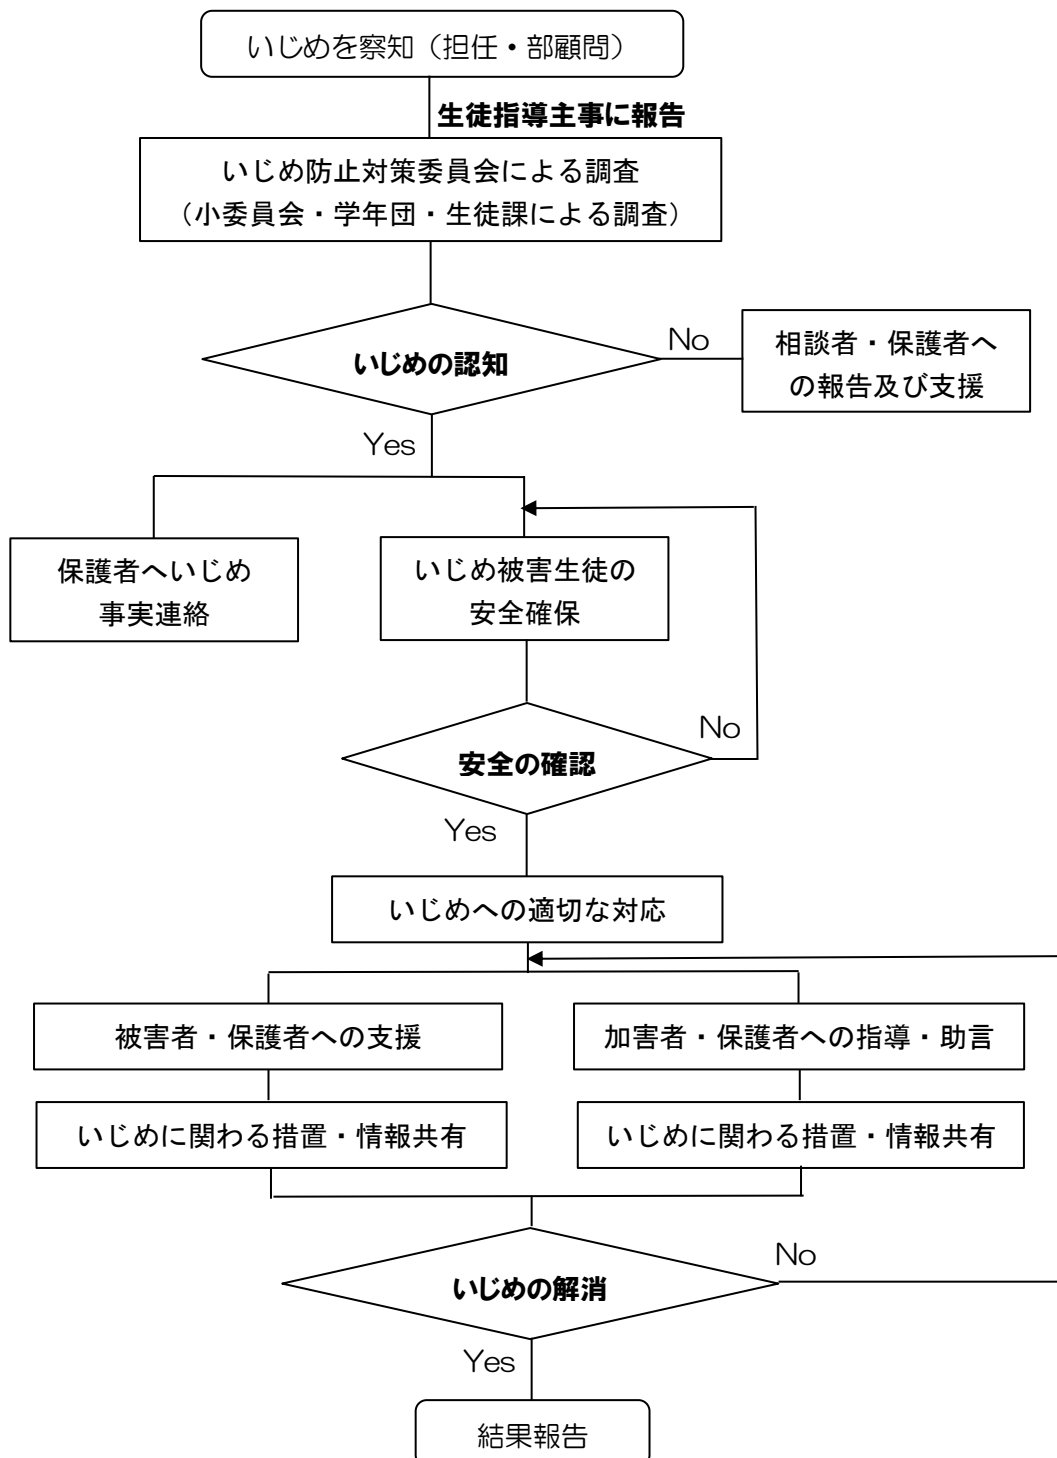 いじめを察知（担任・部顧問）
生徒指導主事に報告
いじめ防止対策委員会による調査
（小委員会・学年団・生徒課による調査）
いじめの認知
No
相談者・保護者へ
の報告及び支援
Yes
保護者へいじめ
事実連絡
いじめ被害生徒の
安全確保
安全の確認
No
Yes
いじめへの適切な対応
被害者・保護者への支援
加害者・保護者への指導・助言
いじめに関わる措置・情報共有
いじめに関わる措置・情報共有
いじめの解消
No
Yes
結果報告